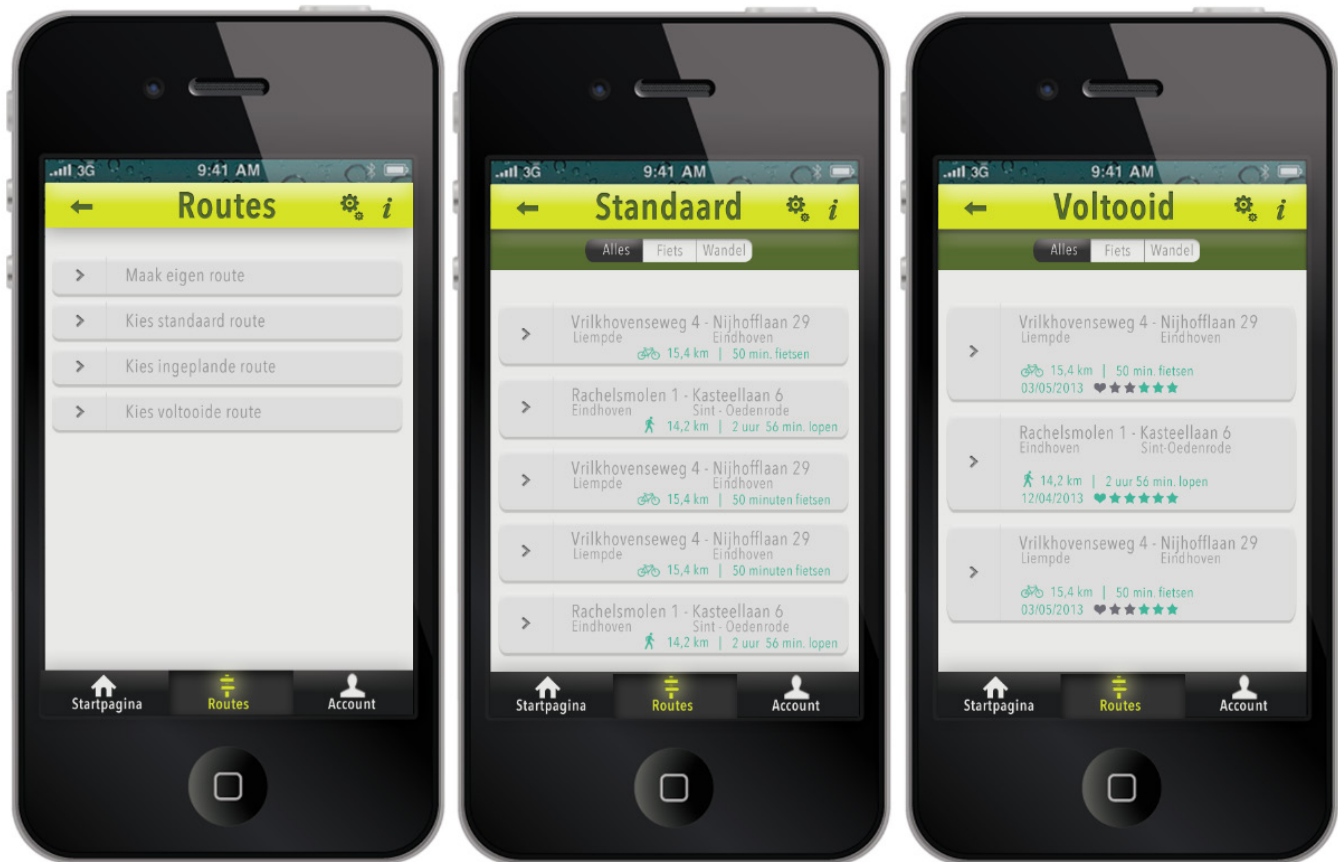 3G 9:41 AM
Routes i
Maak eigen route
Kies standaard route
Kies ingeplande route
Kies voltooide route
Startpagina Routes Account
3G 9:41 AM
Standaard i
Alles Fiets Wandel
Vrilkhovenseweg 4 - Nijhofflaan 29
Liempde Eindhoven
15,4 km | 50 min. fietsen
Rachelsmolen 1 - Kasteellaan 6
Eindhoven Sint - Oedenrode
14,2 km | 2 uur 56 min. lopen
Vrilkhovenseweg 4 - Nijhofflaan 29
Liempde Eindhoven
15,4 km | 50 minuten fietsen
Vrilkhovenseweg 4 - Nijhofflaan 29
Liempde Eindhoven
15,4 km | 50 minuten fietsen
Rachelsmolen 1 - Kasteellaan 6
Eindhoven Sint - Oedenrode
14,2 km | 2 uur 56 min. lopen
Startpagina Routes Account
3G 9:41 AM
Voltooid i
Alles Fiets Wandel
Vrilkhovenseweg 4 - Nijhofflaan 29
Liempde Eindhoven
15,4 km | 50 min. fietsen
03/05/2013
Rachelsmolen 1 - Kasteellaan 6
Eindhoven Sint-Oedenrode
14,2 km | 2 uur 56 min. lopen
12/04/2013
Vrilkhovenseweg 4 - Nijhofflaan 29
Liempde Eindhoven
15,4 km | 50 min. fietsen
03/05/2013
Startpagina Routes Account